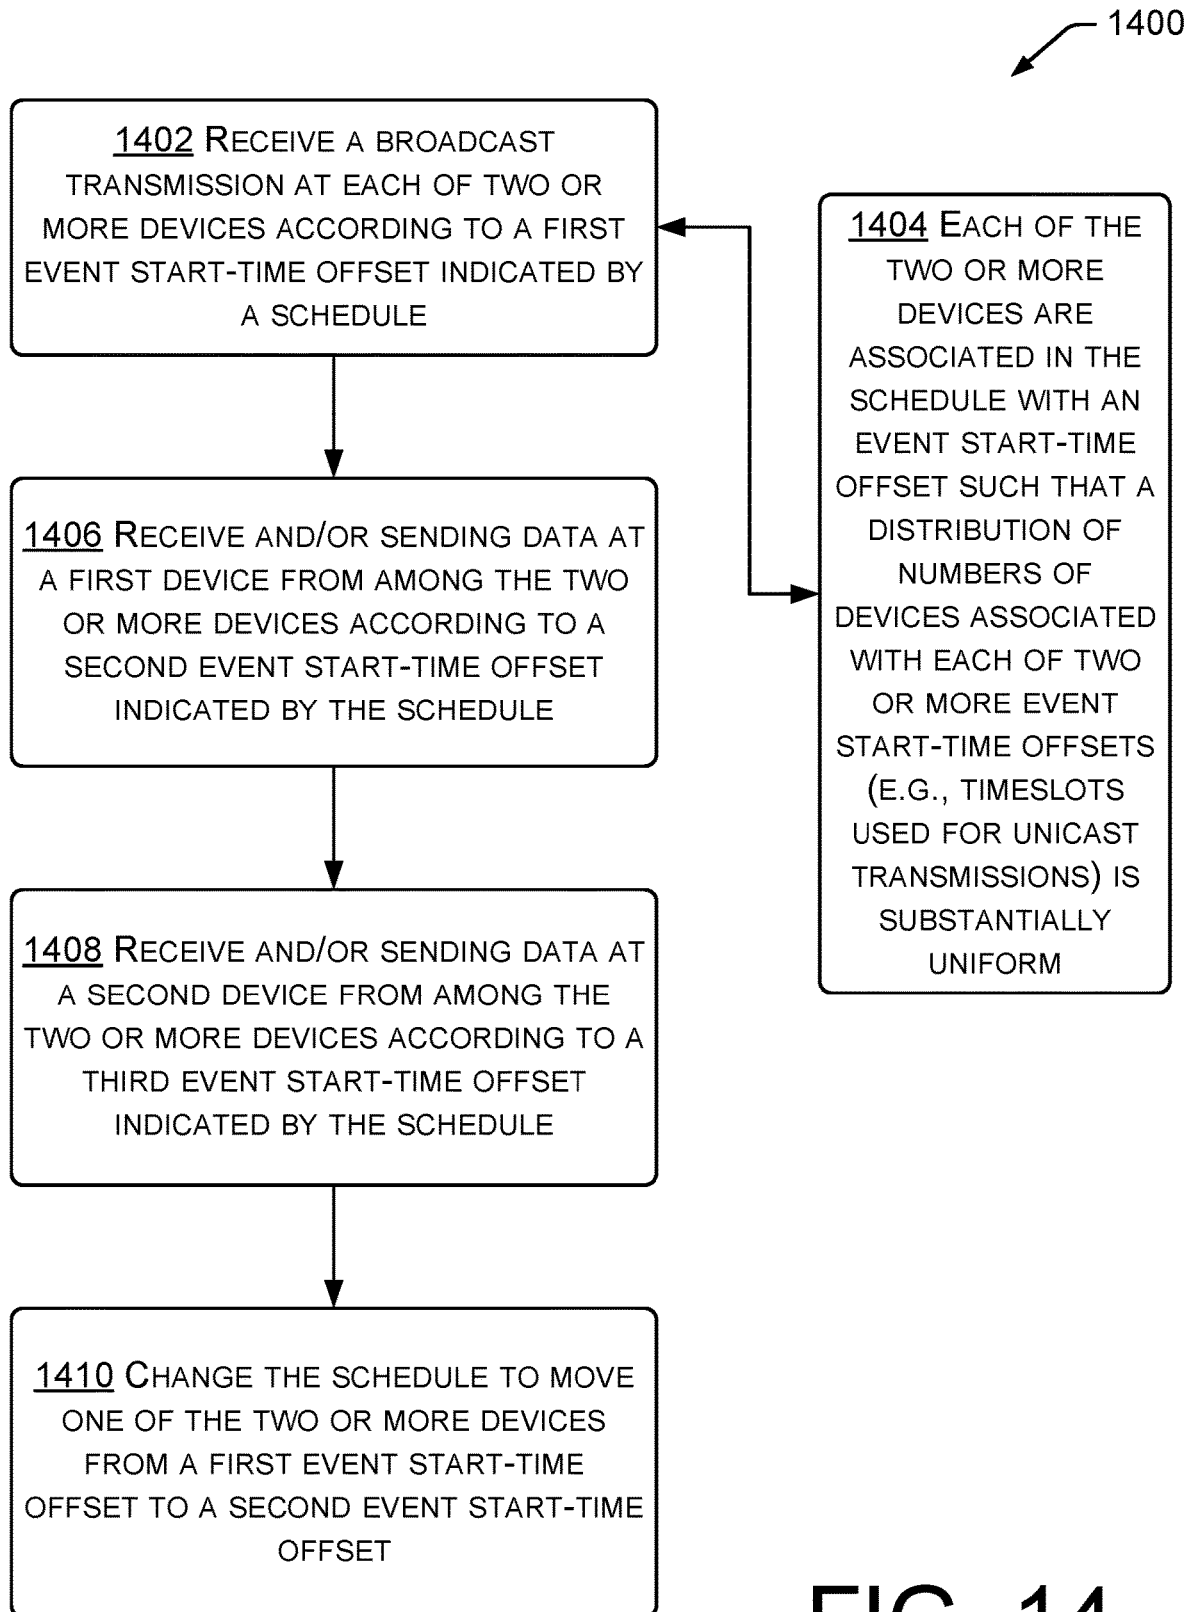 1400
1402 RECEIVE A BROADCAST
TRANSMISSION AT EACH OF TWO OR
MORE DEVICES ACCORDING TO A FIRST
EVENT START-TIME OFFSET INDICATED BY
A SCHEDULE
1404 EACH OF THE
TWO OR MORE
DEVICES ARE
ASSOCIATED IN THE
SCHEDULE WITH AN
EVENT START-TIME
OFFSET SUCH THAT A
DISTRIBUTION OF
NUMBERS OF
DEVICES ASSOCIATED
WITH EACH OF TWO
OR MORE EVENT
START-TIME OFFSETS
(E.G., TIMESLOTS
USED FOR UNICAST
TRANSMISSIONS) IS
SUBSTANTIALLY
UNIFORM
1406 RECEIVE AND/OR SENDING DATA AT
A FIRST DEVICE FROM AMONG THE TWO
OR MORE DEVICES ACCORDING TO A
SECOND EVENT START-TIME OFFSET
INDICATED BY THE SCHEDULE
1408 RECEIVE AND/OR SENDING DATA AT
A SECOND DEVICE FROM AMONG THE
TWO OR MORE DEVICES ACCORDING TO A
THIRD EVENT START-TIME OFFSET
INDICATED BY THE SCHEDULE
1410 CHANGE THE SCHEDULE TO MOVE
ONE OF THE TWO OR MORE DEVICES
FROM A FIRST EVENT START-TIME
OFFSET TO A SECOND EVENT START-TIME
OFFSET
FIG. 14